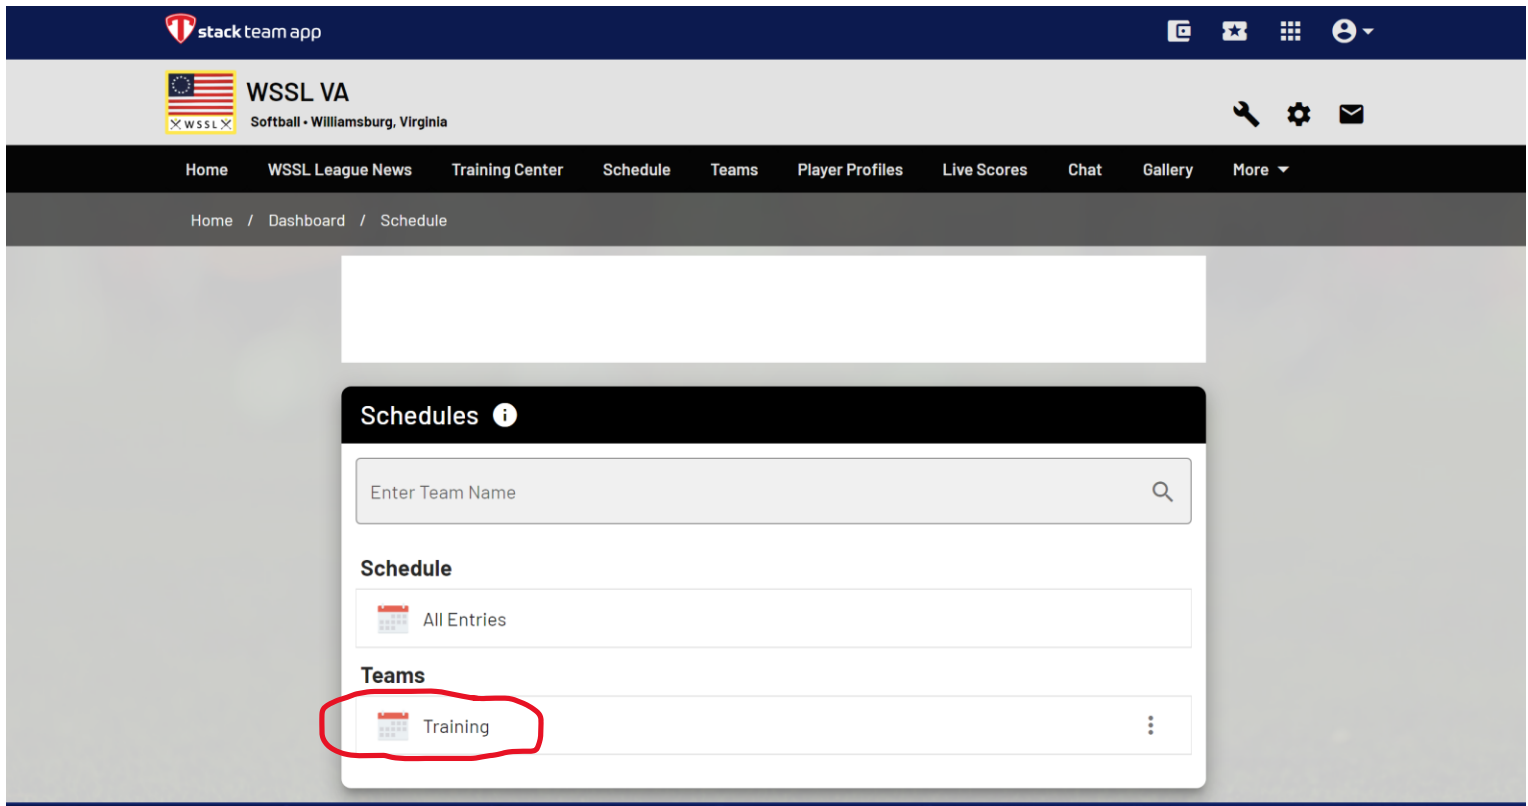 stack team app
WSSL VA
WSSL
Softball • Williamsburg, Virginia
Home WSSL League News Training Center Schedule Teams Player Profiles Live Scores Chat Gallery More
Home / Dashboard / Schedule
Schedules
Enter Team Name
Schedule
All Entries
Teams
Training